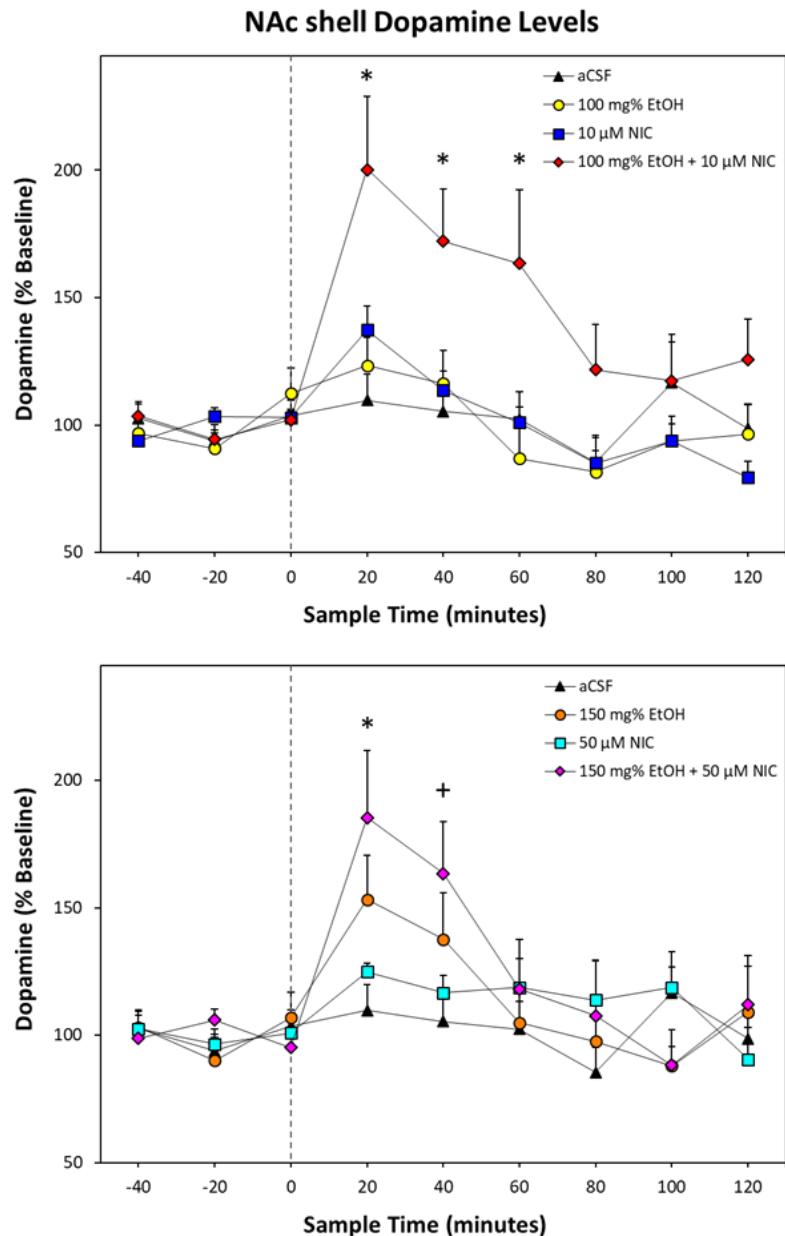 NAc shell Dopamine Levels
Dopamine (% Baseline)
200
150
100
50
* * *
aCSF
100 mg% EtOH
10 µM NIC
100 mg% EtOH + 10 µM NIC
-40 -20 0 20 40 60 80 100 120
Sample Time (minutes)
Dopamine (% Baseline)
200
150
100
50
* +
aCSF
150 mg% EtOH
50 µM NIC
150 mg% EtOH + 50 µM NIC
-40 -20 0 20 40 60 80 100 120
Sample Time (minutes)